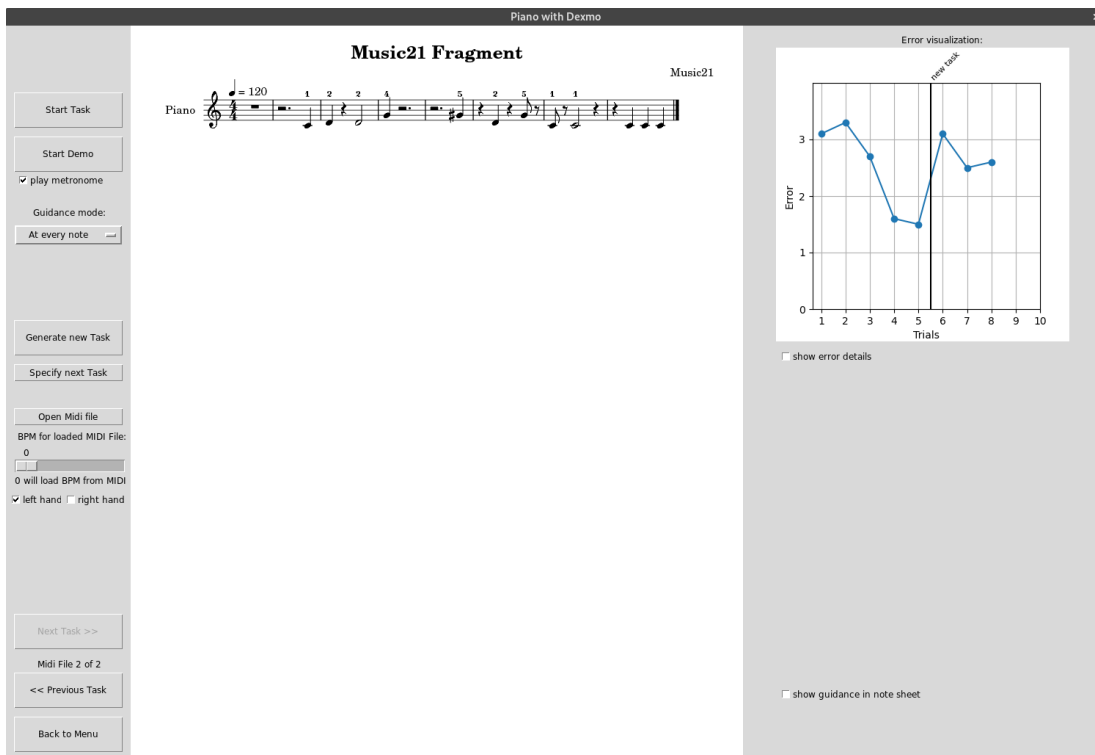 Piano with Dexmo
Start Task
Start Demo
play metronome
Guidance mode:
At every note
Generate new Task
Specify next Task
Open Midi file
BPM for loaded MIDI File:
0
0 will load BPM from MIDI
left hand right hand
Next Task >>
Midi File 2 of 2
<< Previous Task
Back to Menu
Music21 Fragment
Music21
= 120
Piano
4
4
1 2 2 4 5 2 5 1 1
Error visualization:
new task
3
2
1
0
Error
1 2 3 4 5 6 7 8 9 10
Trials
show error details
show guidance in note sheet